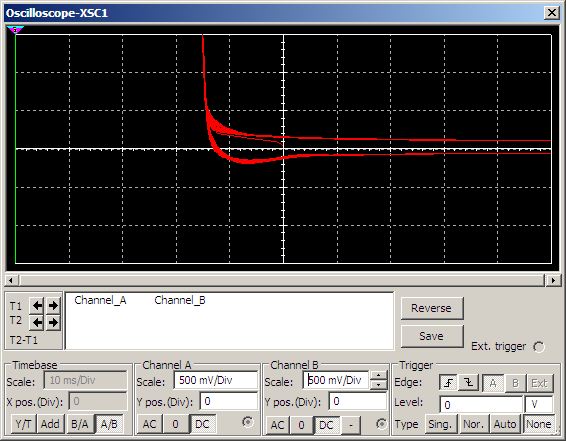 Oscilloscope-XSC1
T1
T2
T2-T1
Channel_A Channel_B
Reverse
Save
Ext. trigger
Timebase
Scale: 10 ms/Div
X pos.(Div): 0
Y/T Add B/A A/B
Channel A
Scale: 500 mV/Div
Y pos.(Div): 0
AC 0 DC
Channel B
Scale: 500 mV/Div
Y pos.(Div): 0
AC 0 DC -
Trigger
Edge: A B Ext
Level: 0 V
Type Sing. Nor. Auto None